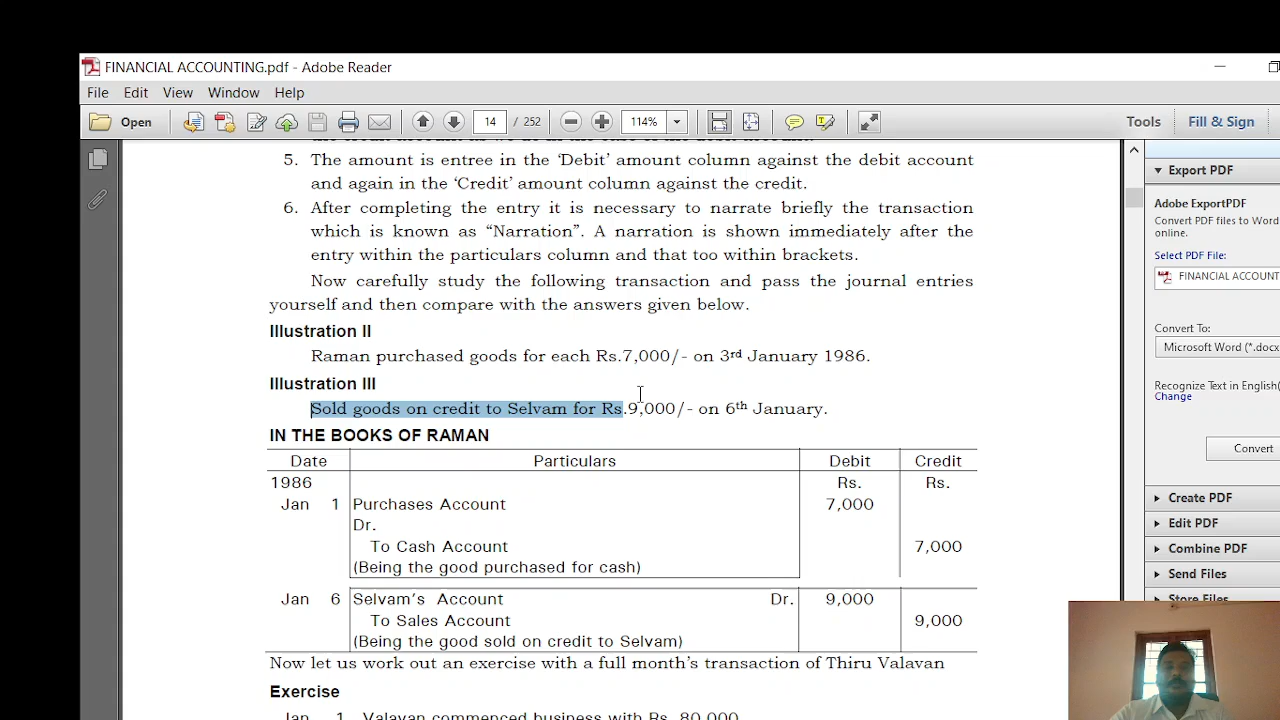 FINANCIAL ACCOUNTING.pdf - Adobe Reader
File Edit View Window Help
Open 14 / 252 114% Tools Fill & Sign
5. The amount is entree in the ‘Debit’ amount column against the debit account
and again in the ‘Credit’ amount column against the credit.
6. After completing the entry it is necessary to narrate briefly the transaction
which is known as “Narration”. A narration is shown immediately after the
entry within the particulars column and that too within brackets.
Now carefully study the following transaction and pass the journal entries
yourself and then compare with the answers given below.
Illustration II
Raman purchased goods for each Rs.7,000/- on 3rd January 1986.
Illustration III
Sold goods on credit to Selvam for Rs.9,000/- on 6th January.
IN THE BOOKS OF RAMAN
Date Particulars Debit Credit
1986 Rs. Rs.
Jan 1 Purchases Account 7,000
Dr.
To Cash Account 7,000
(Being the good purchased for cash)
Jan 6 Selvam’s Account Dr. 9,000
To Sales Account 9,000
(Being the good sold on credit to Selvam)
Now let us work out an exercise with a full month’s transaction of Thiru Valavan
Exercise
Jan 1 Valavan commenced business with Rs. 80,000
Export PDF
Adobe ExportPDF
Convert PDF files to Word
online.
Select PDF File:
FINANCIAL ACCOUNT
Convert To:
Microsoft Word (*.docx
Recognize Text in English(
Change
Convert
Create PDF
Edit PDF
Combine PDF
Send Files
Store Files